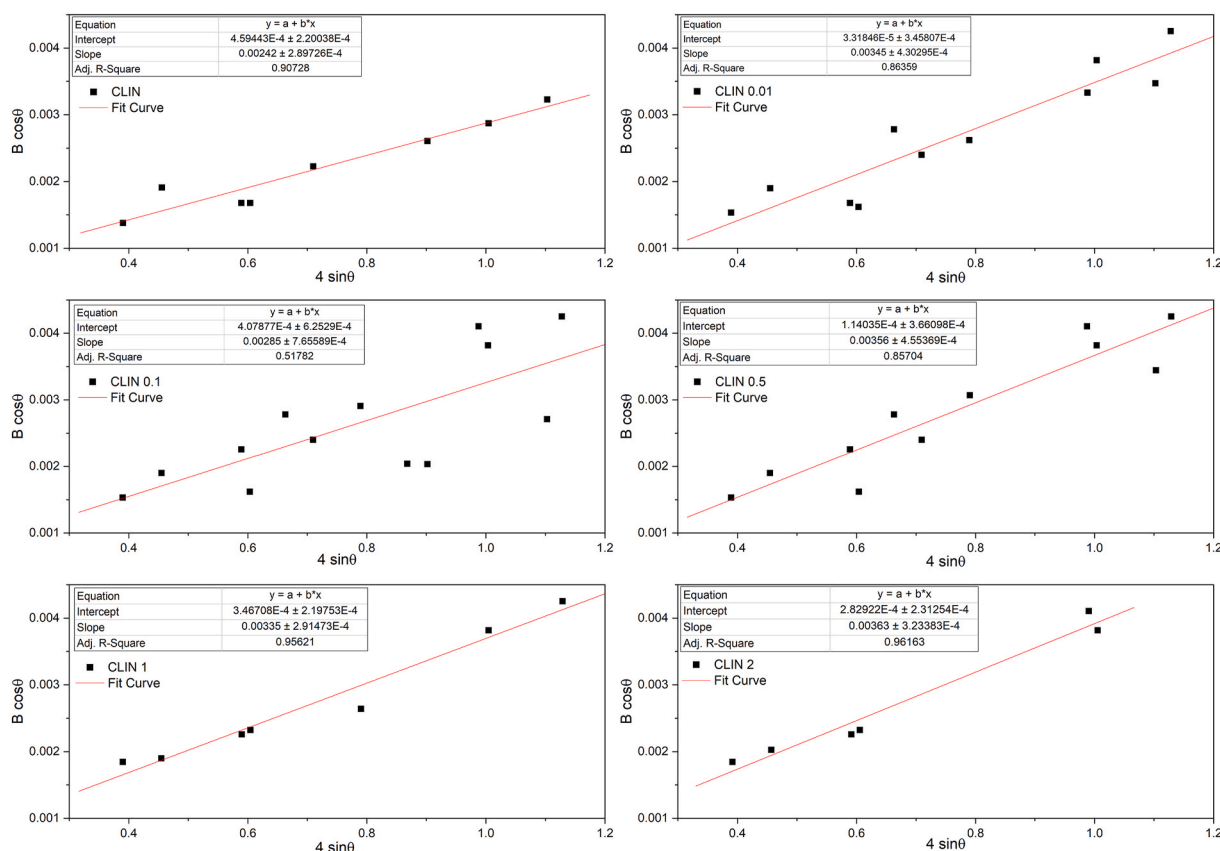 Equation y = a + b*x
Intercept 4.59443E-4 ± 2.20038E-4
Slope 0.00242 ± 2.89726E-4
Adj. R-Square 0.90728
CLIN
Fit Curve
B cosθ
0.004
0.003
0.002
0.001
0.4 0.6 0.8 1.0 1.2
4 sinθ
Equation y = a + b*x
Intercept 3.31846E-5 ± 3.45807E-4
Slope 0.00345 ± 4.30295E-4
Adj. R-Square 0.86359
CLIN 0.01
Fit Curve
B cosθ
0.004
0.003
0.002
0.001
0.4 0.6 0.8 1.0 1.2
4 sinθ
Equation y = a + b*x
Intercept 4.07877E-4 ± 6.2529E-4
Slope 0.00285 ± 7.65589E-4
Adj. R-Square 0.51782
CLIN 0.1
Fit Curve
B cosθ
0.004
0.003
0.002
0.001
0.4 0.6 0.8 1.0 1.2
4 sinθ
Equation y = a + b*x
Intercept 1.14035E-4 ± 3.66098E-4
Slope 0.00356 ± 4.55369E-4
Adj. R-Square 0.85704
CLIN 0.5
Fit Curve
B cosθ
0.004
0.003
0.002
0.001
0.4 0.6 0.8 1.0 1.2
4 sinθ
Equation y = a + b*x
Intercept 3.46708E-4 ± 2.19753E-4
Slope 0.00335 ± 2.91473E-4
Adj. R-Square 0.95621
CLIN 1
Fit Curve
B cosθ
0.004
0.003
0.002
0.001
0.4 0.6 0.8 1.0 1.2
4 sinθ
Equation y = a + b*x
Intercept 2.82922E-4 ± 2.31254E-4
Slope 0.00363 ± 3.23383E-4
Adj. R-Square 0.96163
CLIN 2
Fit Curve
B cosθ
0.004
0.003
0.002
0.001
0.4 0.6 0.8 1.0 1.2
4 sinθ